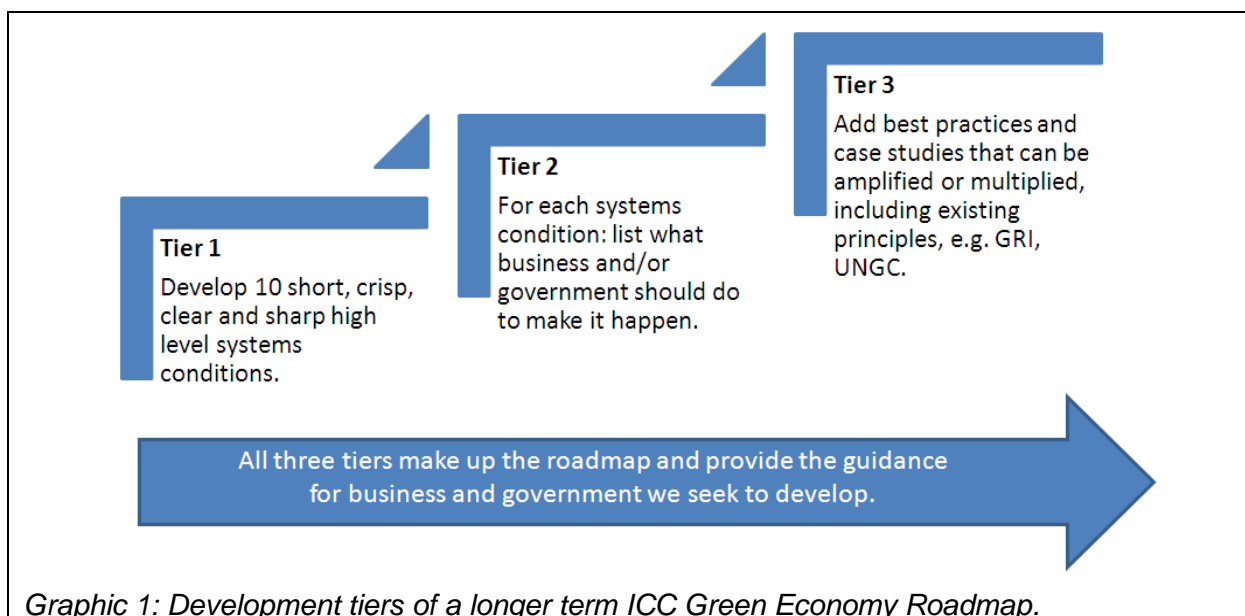 Tier 1
Develop 10 short, crisp,
clear and sharp high
level systems
conditions.
Tier 2
For each systems
condition: list what
business and/or
government should do
to make it happen.
Tier 3
Add best practices and
case studies that can be
amplified or multiplied,
including existing
principles, e.g. GRI,
UNGC.
All three tiers make up the roadmap and provide the guidance
for business and government we seek to develop.
Graphic 1: Development tiers of a longer term ICC Green Economy Roadmap.